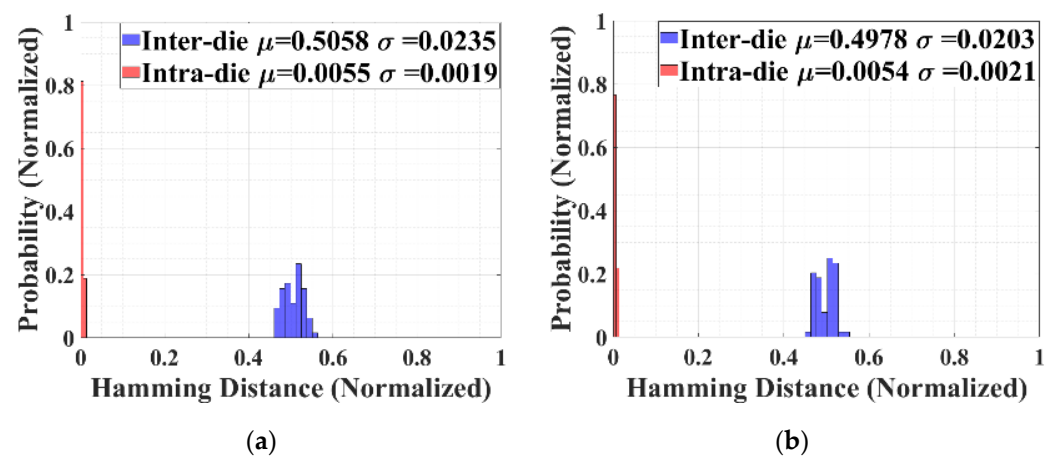 Inter-die μ=0.5058 σ =0.0235
Intra-die μ=0.0055 σ =0.0019
Probability (Normalized)
1
0.8
0.6
0.4
0.2
0
0 0.2 0.4 0.6 0.8 1
Hamming Distance (Normalized)
(a)
Inter-die μ=0.4978 σ =0.0203
Intra-die μ=0.0054 σ =0.0021
Probability (Normalized)
1
0.8
0.6
0.4
0.2
0
0 0.2 0.4 0.6 0.8 1
Hamming Distance (Normalized)
(b)